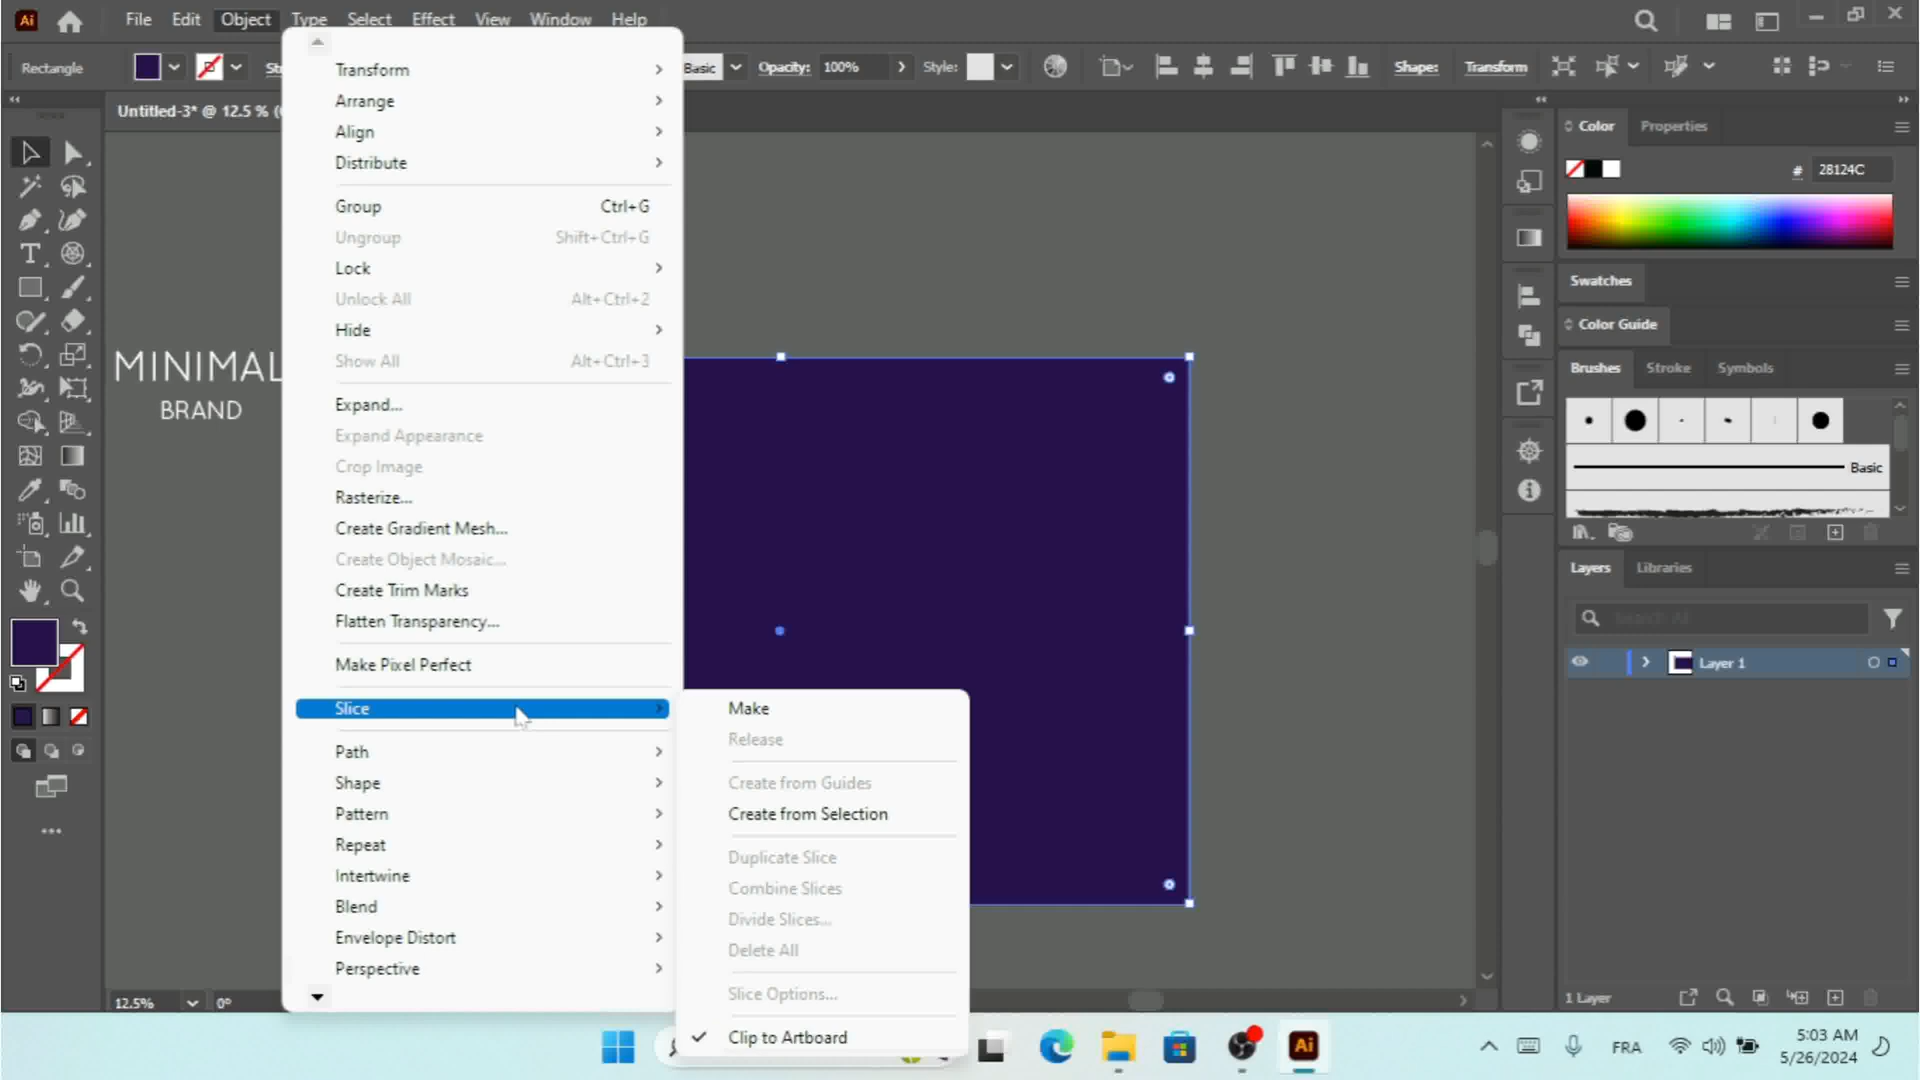 Ai File Edit Object Type Select Effect View Window Help
Rectangle Basic Opacity: 100% Style: Shape: Transform
Untitled-3* @ 12.5 %
Transform
Arrange
Align
Distribute
Group Ctrl+G
Ungroup Shift+Ctrl+G
Lock
Unlock All Alt+Ctrl+2
Hide
Show All Alt+Ctrl+3
Expand...
Expand Appearance
Crop Image
Rasterize...
Create Gradient Mesh...
Create Object Mosaic...
Create Trim Marks
Flatten Transparency...
Make Pixel Perfect
Slice
Path
Shape
Pattern
Repeat
Intertwine
Blend
Envelope Distort
Perspective
Make
Release
Create from Guides
Create from Selection
Duplicate Slice
Combine Slices
Divide Slices...
Delete All
Slice Options...
Clip to Artboard
MINIMAL
BRAND
Color Properties
# 28124C
Swatches
Color Guide
Brushes Stroke Symbols
Basic
Layers Libraries
Search All
Layer 1
1 Layer
12.5% 0°
Ai
FRA
5:03 AM
5/26/2024